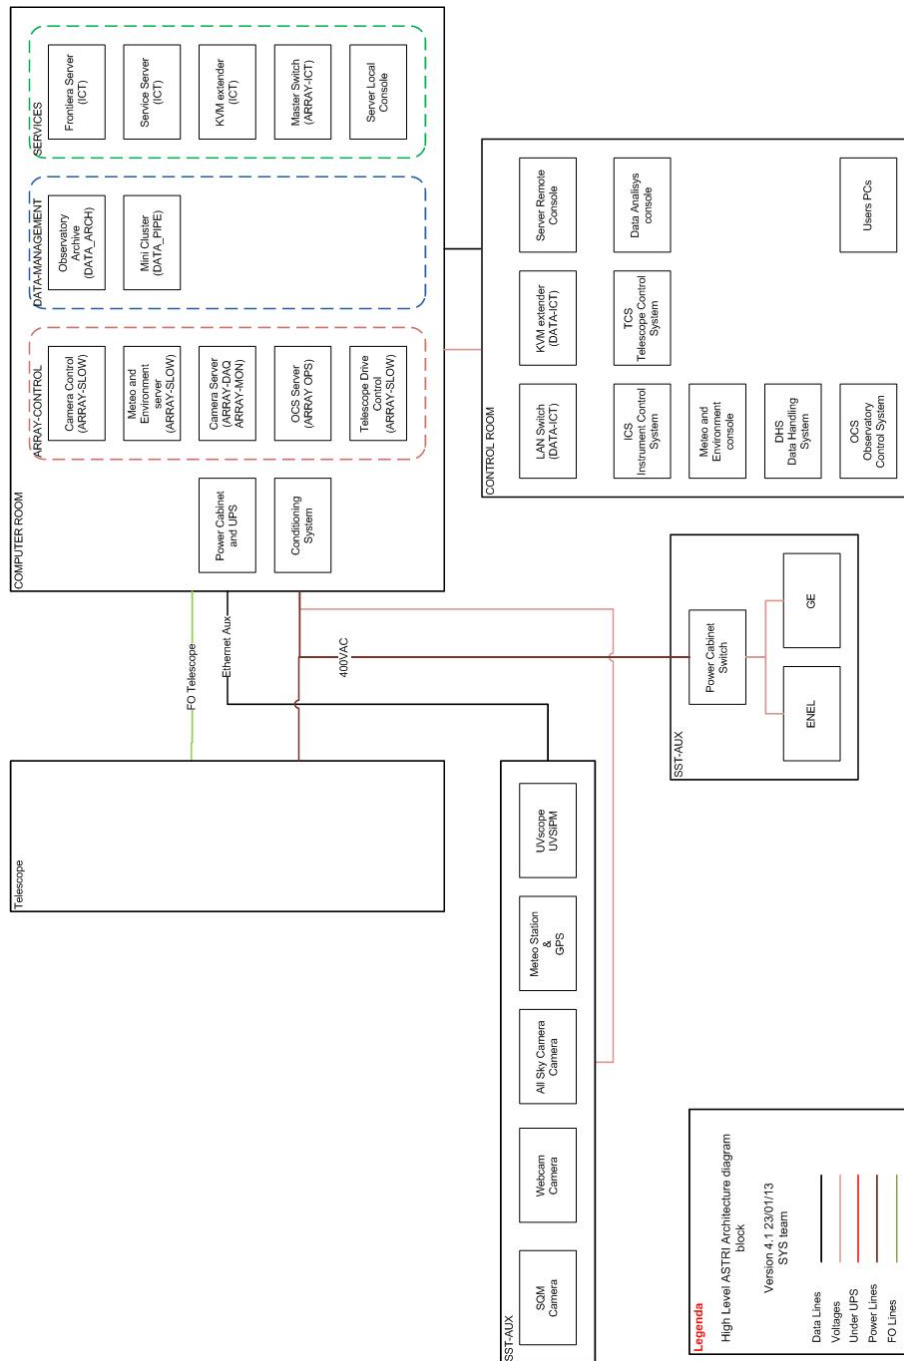 Telescope
FO Telescope
Ethernet Aux
400VAC
COMPUTER ROOM
ARRAY-CONTROL
Camera Control
(ARRAY-SLOW)
Meteo and
Environment
server
(ARRAY-SLOW)
Camera Server
(ARRAY-DAQ
ARRAY-MON)
OCS Server
(ARRAY OPS)
Telescope Drive
Control
(ARRAY-SLOW)
Power Cabinet
and UPS
Conditioning
System
DATA-MANAGEMENT
Observatory
Archive
(DATA_ARCH)
Mini Cluster
(DATA_PIPE)
SERVICES
Frontiera Server
(ICT)
Service Server
(ICT)
KVM extender
(ICT)
Master Switch
(ARRAY-ICT)
Server Local
Console
CONTROL ROOM
LAN Switch
(DATA-ICT)
KVM extender
(DATA-ICT)
Server Remote
Console
ICS
Instrument Control
System
TCS
Telescope Control
System
Data Analisys
console
Meteo and
Environment
console
DHS
Data Handling
System
OCS
Observatory
Control System
Users PCs
SST-AUX
SQM
Camera
Webcam
Camera
All Sky Camera
Camera
Meteo Station
&
GPS
UVscope
UVSiPM
SST-AUX
Power Cabinet
Switch
ENEL
GE
Legenda
High Level ASTRI Architecture diagram
block
Version 4.1 23/01/13
SYS team
Data Lines
Voltages
Under UPS
Power Lines
FO Lines